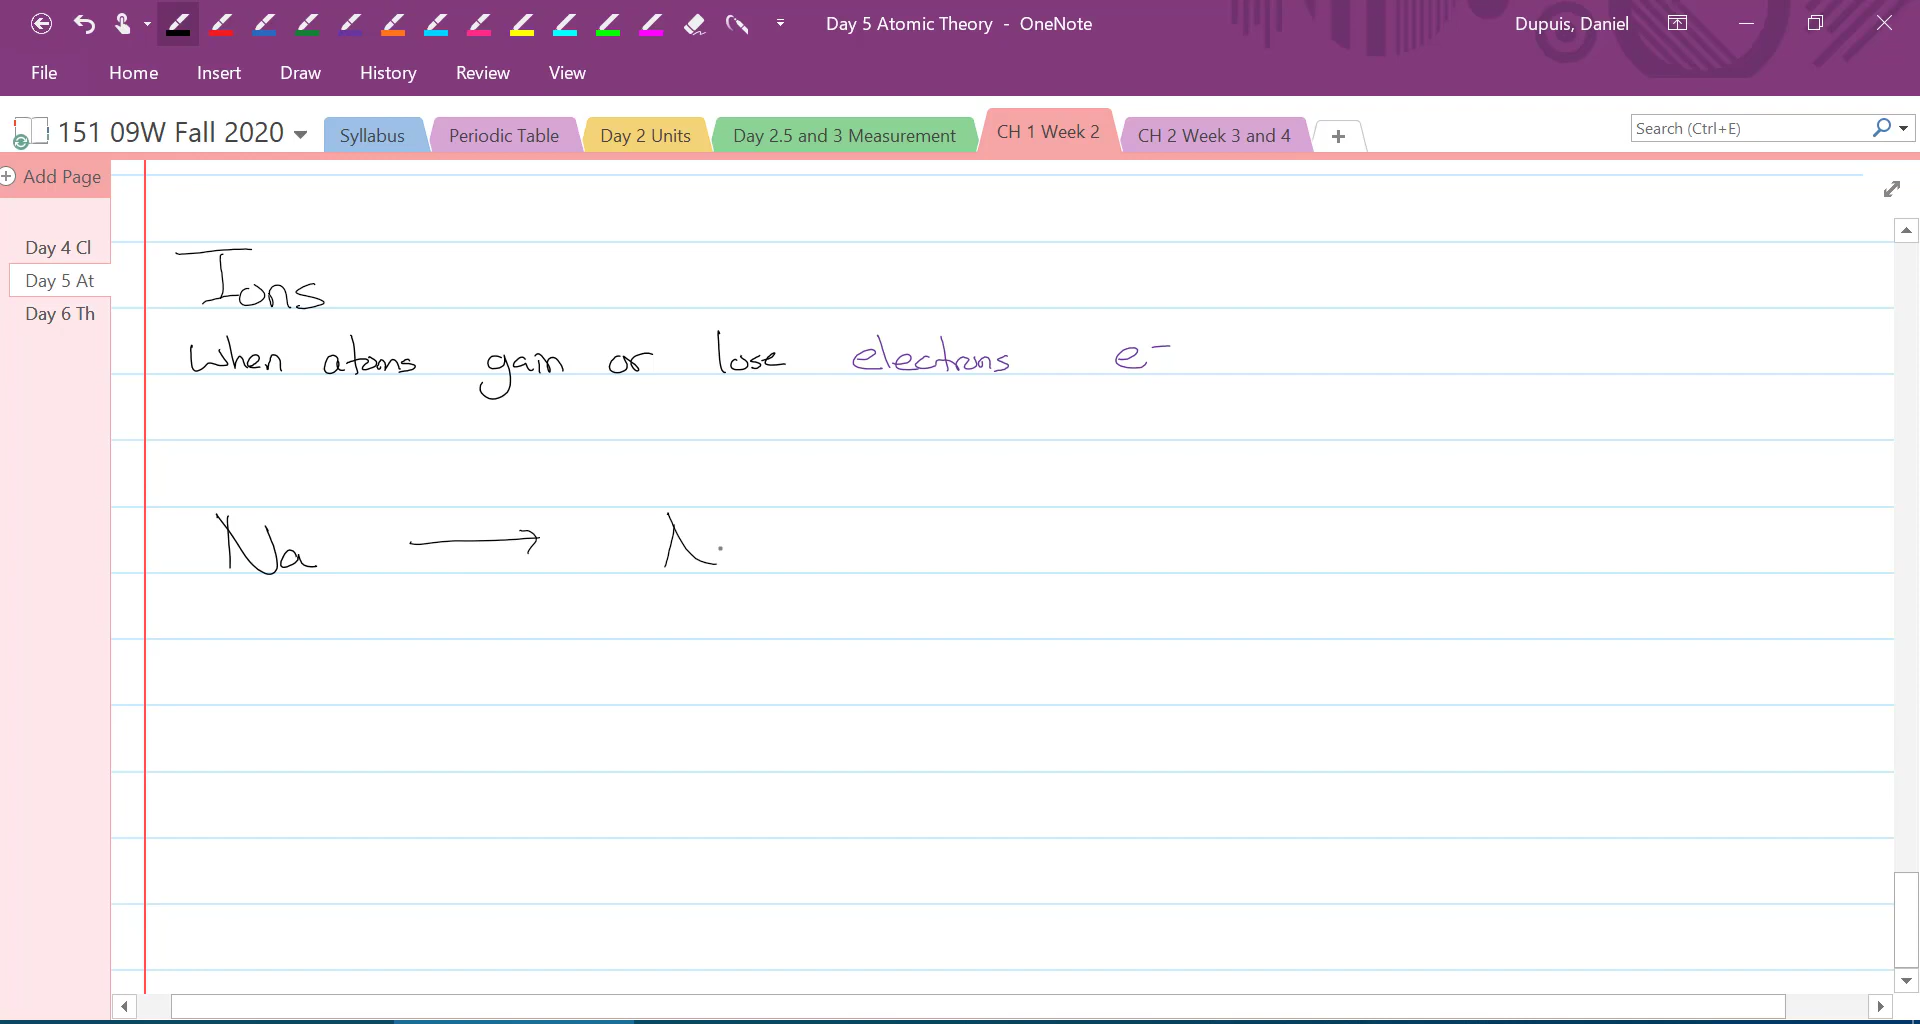 Day 5 Atomic Theory - OneNote
Dupuis, Daniel
File Home Insert Draw History Review View
151 09W Fall 2020
Syllabus Periodic Table Day 2 Units Day 2.5 and 3 Measurement CH 1 Week 2 CH 2 Week 3 and 4 +
Search (Ctrl+E)
Add Page
Day 4 Cl
Day 5 At
Day 6 Th
Ions
When atoms gain or lose electrons e⁻
Na →